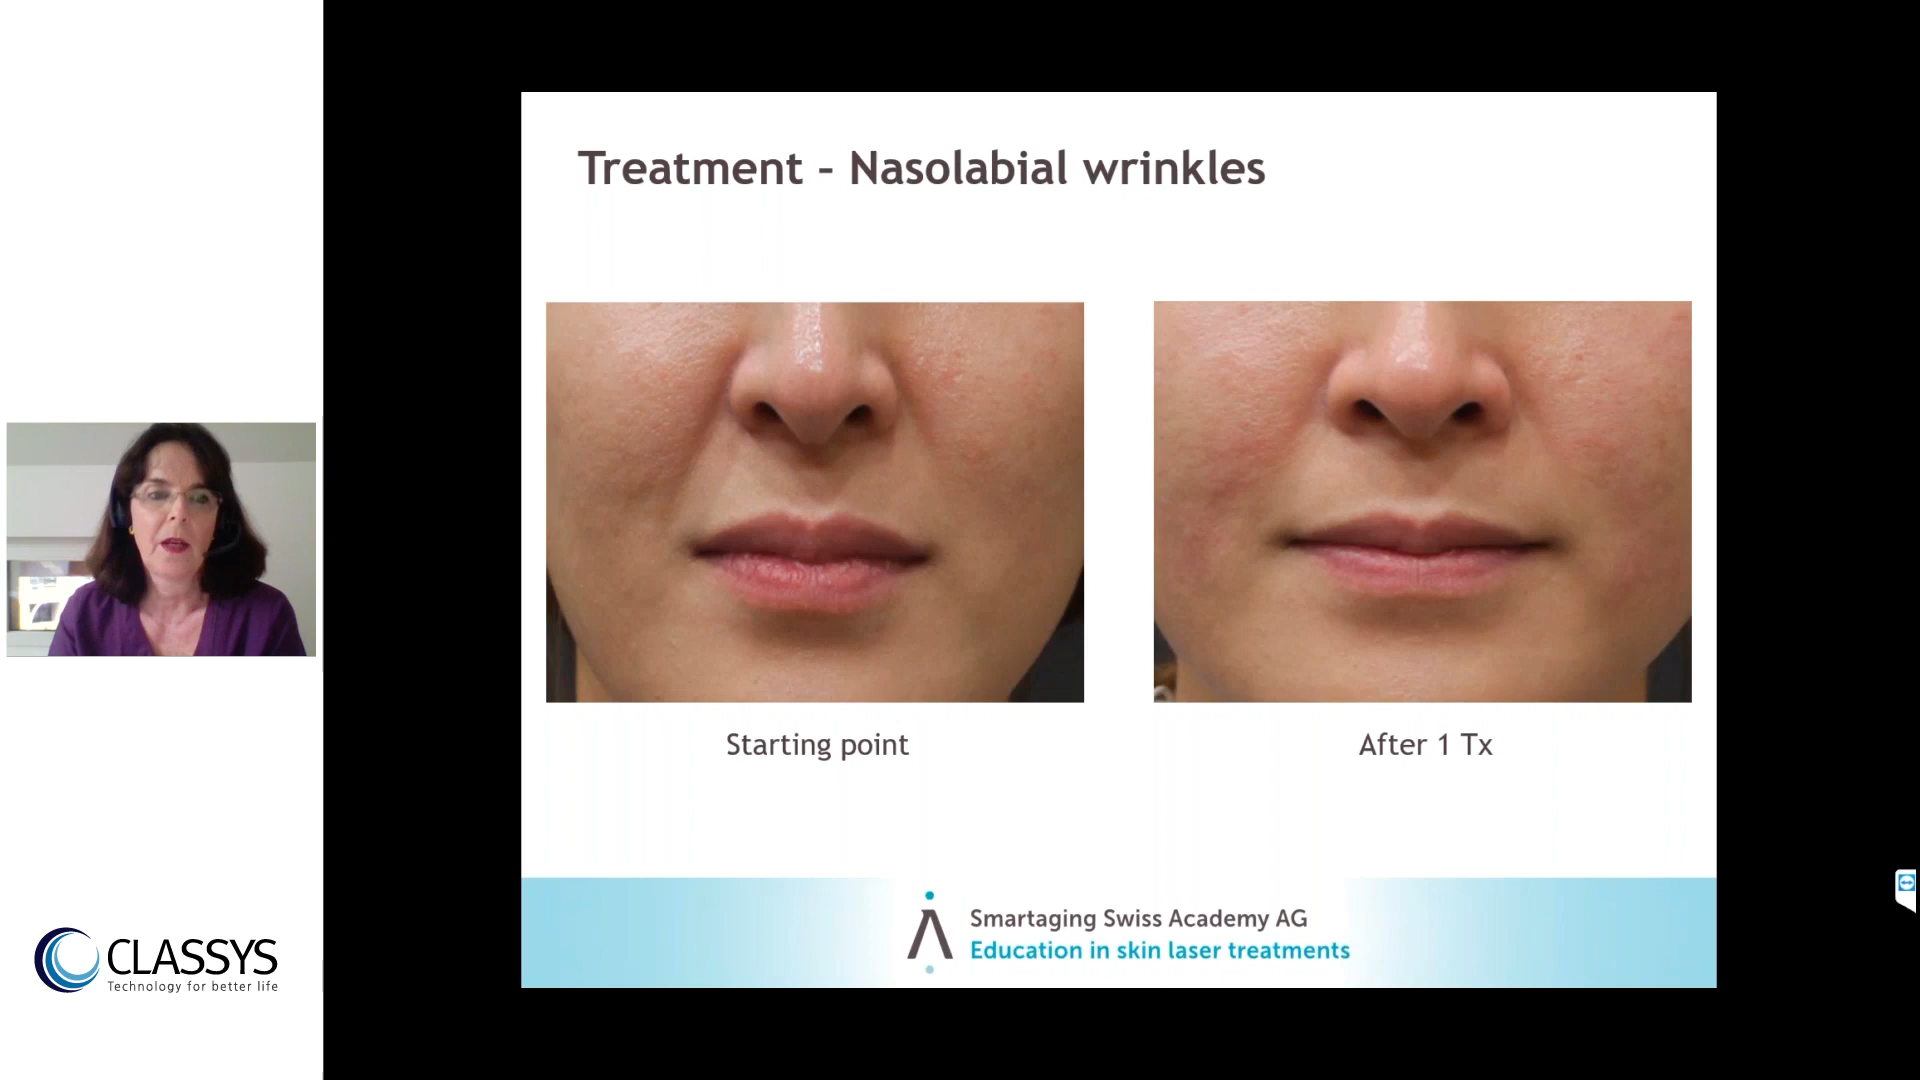 Treatment - Nasolabial wrinkles
Starting point
After 1 Tx
Smartaging Swiss Academy AG
Education in skin laser treatments
CLASSYS
Technology for better life